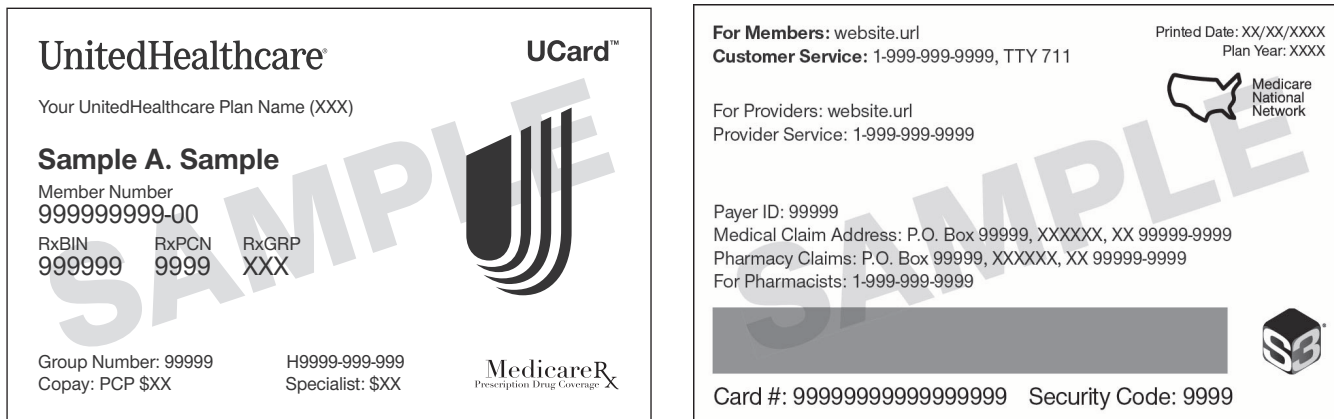 UnitedHealthcare®
UCard™
Your UnitedHealthcare Plan Name (XXX)
Sample A. Sample
Member Number
999999999-00
RxBIN RxPCN RxGRP
999999 9999 XXX
Group Number: 99999 H9999-999-999
Copay: PCP $XX Specialist: $XX
MedicareRx
Prescription Drug Coverage
SAMPLE
For Members: website.url
Customer Service: 1-999-999-9999, TTY 711
Printed Date: XX/XX/XXXX
Plan Year: XXXX
Medicare
National
Network
For Providers: website.url
Provider Service: 1-999-999-9999
Payer ID: 99999
Medical Claim Address: P.O. Box 99999, XXXXXX, XX 99999-9999
Pharmacy Claims: P.O. Box 99999, XXXXXX, XX 99999-9999
For Pharmacists: 1-999-999-9999
S3®
Card #: 99999999999999999 Security Code: 9999
SAMPLE